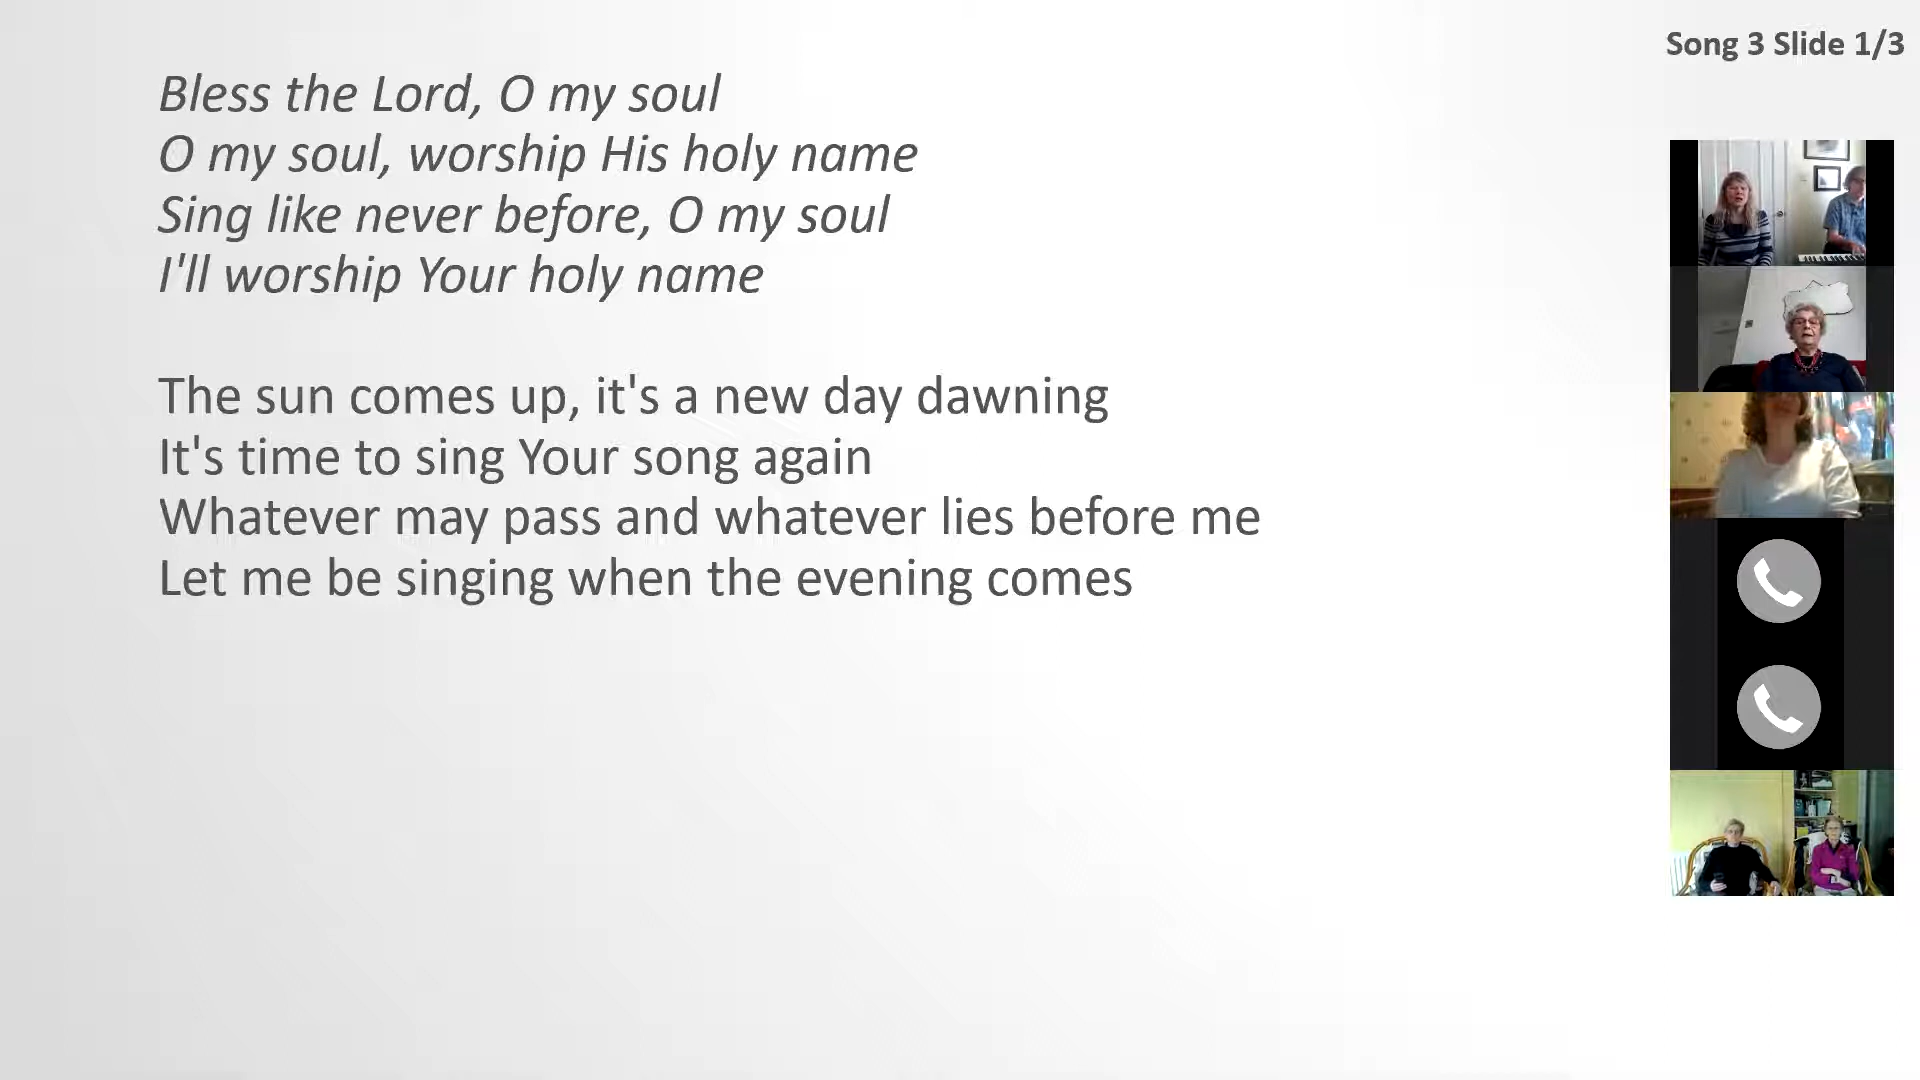 Song 3 Slide 1/3
Bless the Lord, O my soul
O my soul, worship His holy name
Sing like never before, O my soul
I'll worship Your holy name
The sun comes up, it's a new day dawning
It's time to sing Your song again
Whatever may pass and whatever lies before me
Let me be singing when the evening comes